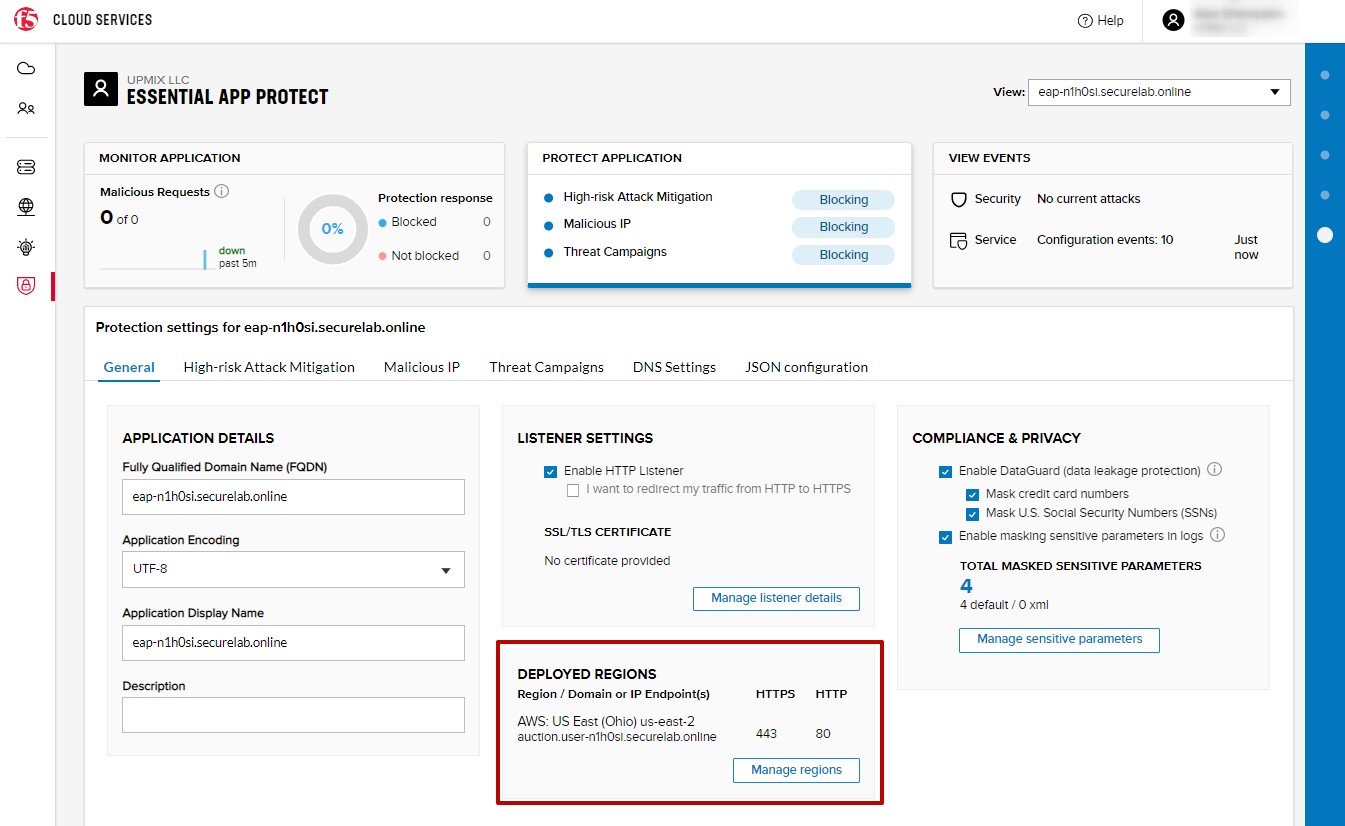 f5 CLOUD SERVICES
Help
UPMIX LLC
ESSENTIAL APP PROTECT
View: eap-n1h0si.securelab.online
MONITOR APPLICATION
Malicious Requests
0 of 0
down
past 5m
0%
Protection response
Blocked 0
Not blocked 0
PROTECT APPLICATION
High-risk Attack Mitigation Blocking
Malicious IP Blocking
Threat Campaigns Blocking
VIEW EVENTS
Security No current attacks
Service Configuration events: 10 Just
now
Protection settings for eap-n1h0si.securelab.online
General High-risk Attack Mitigation Malicious IP Threat Campaigns DNS Settings JSON configuration
APPLICATION DETAILS
Fully Qualified Domain Name (FQDN)
eap-n1h0si.securelab.online
Application Encoding
UTF-8
Application Display Name
eap-n1h0si.securelab.online
Description
LISTENER SETTINGS
Enable HTTP Listener
I want to redirect my traffic from HTTP to HTTPS
SSL/TLS CERTIFICATE
No certificate provided
Manage listener details
DEPLOYED REGIONS
Region / Domain or IP Endpoint(s) HTTPS HTTP
AWS: US East (Ohio) us-east-2
auction.user-n1h0si.securelab.online 443 80
Manage regions
COMPLIANCE & PRIVACY
Enable DataGuard (data leakage protection)
Mask credit card numbers
Mask U.S. Social Security Numbers (SSNs)
Enable masking sensitive parameters in logs
TOTAL MASKED SENSITIVE PARAMETERS
4
4 default / 0 xml
Manage sensitive parameters